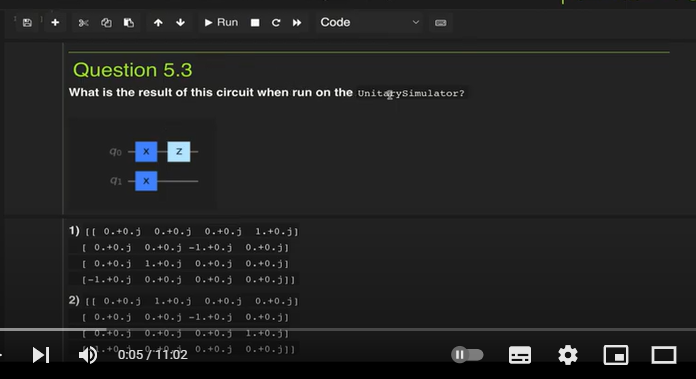 Run
Code
Question 5.3
What is the result of this circuit when run on the UnitarySimulator?
q0 X Z
q1 X
1) [[ 0.+0.j 0.+0.j 0.+0.j 1.+0.j]
[ 0.+0.j 0.+0.j -1.+0.j 0.+0.j]
[ 0.+0.j 1.+0.j 0.+0.j 0.+0.j]
[-1.+0.j 0.+0.j 0.+0.j 0.+0.j]]
2) [[ 0.+0.j 1.+0.j 0.+0.j 0.+0.j]
[ 0.+0.j 0.+0.j -1.+0.j 0.+0.j]
[ 0.+0.j 0.+0.j 0.+0.j 1.+0.j]
0:05 / 11:02
0.+0.j 0.+0.j 0.+0.j]]